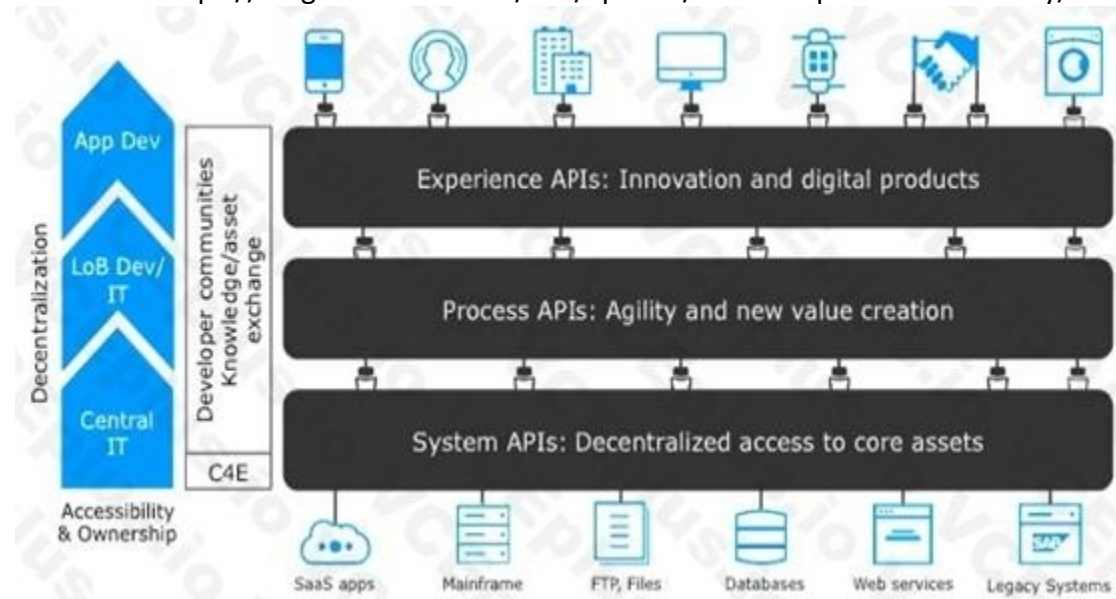 App Dev
LoB Dev/
IT
Central
IT
Decentralization
Accessibility
& Ownership
Developer communities
Knowledge/asset
exchange
C4E
Experience APIs: Innovation and digital products
Process APIs: Agility and new value creation
System APIs: Decentralized access to core assets
SaaS apps
Mainframe
FTP, Files
Databases
Web services
SAP
Legacy Systems